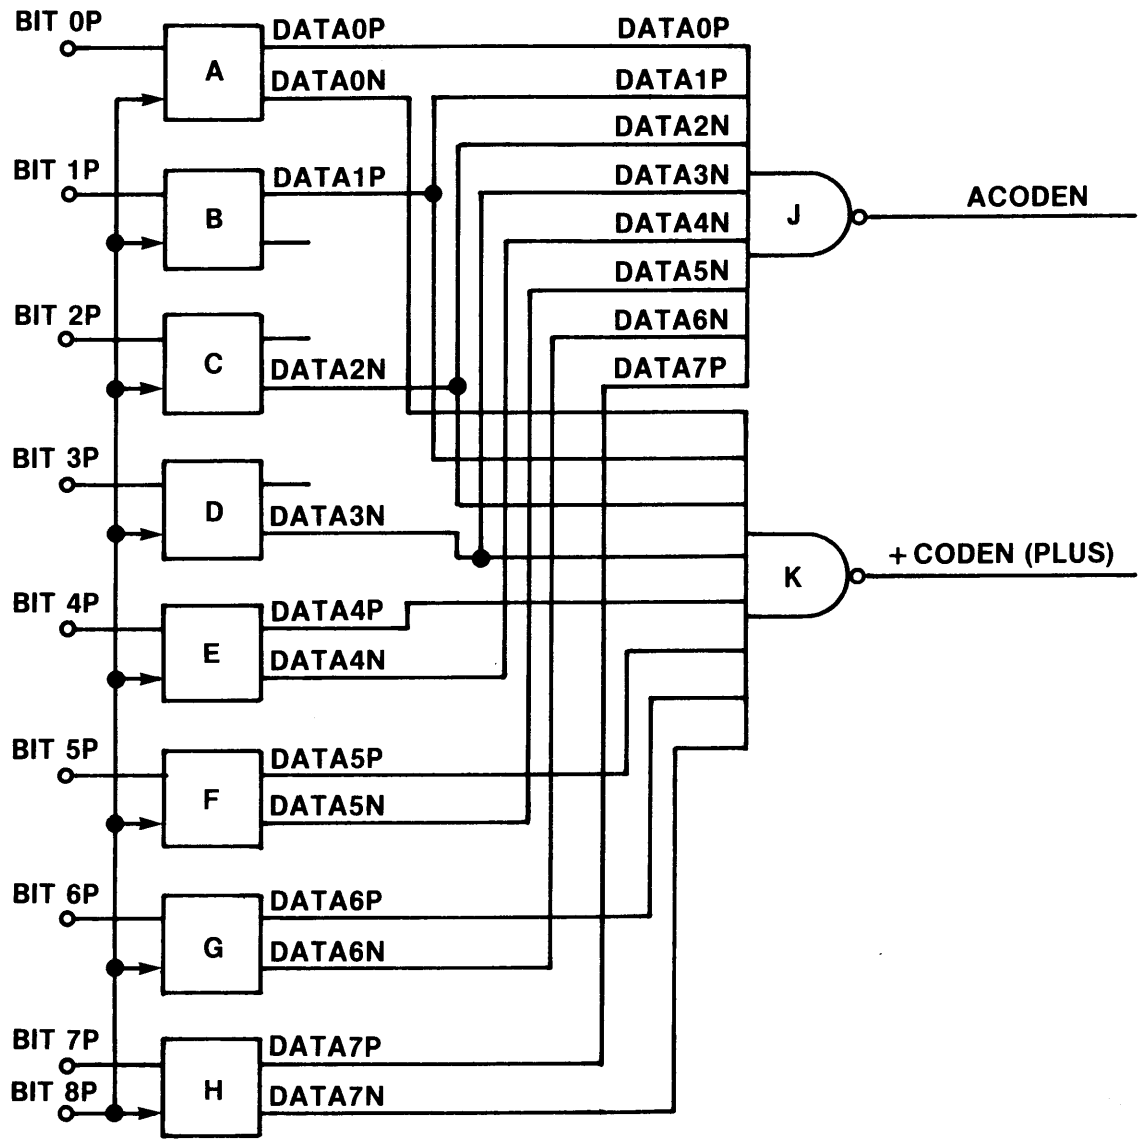 BIT 0P
DATA0P
DATA0P
A
DATA0N
DATA1P
DATA2N
BIT 1P
DATA1P
DATA3N
B
J
ACODEN
DATA4N
DATA5N
BIT 2P
DATA6N
C
DATA2N
DATA7P
BIT 3P
D
DATA3N
K
+ CODEN (PLUS)
BIT 4P
DATA4P
E
DATA4N
BIT 5P
DATA5P
F
DATA5N
BIT 6P
DATA6P
G
DATA6N
BIT 7P
DATA7P
BIT 8P
H
DATA7N